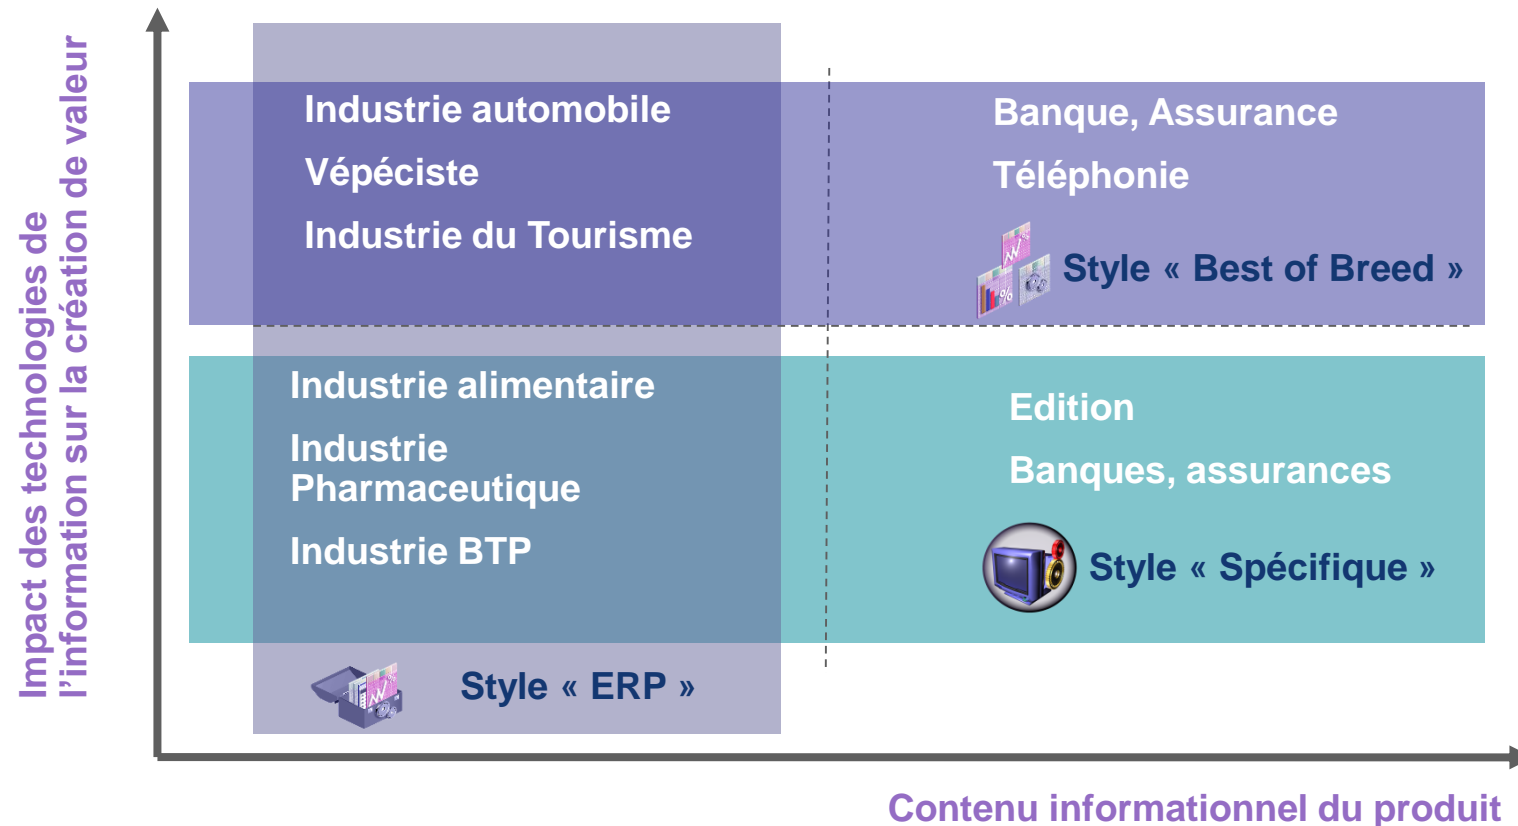 Impact des technologies de
l’information sur la création de valeur
Industrie automobile
Vépéciste
Industrie du Tourisme
Banque, Assurance
Téléphonie
Style « Best of Breed »
Industrie alimentaire
Industrie
Pharmaceutique
Industrie BTP
Edition
Banques, assurances
Style « Spécifique »
Style « ERP »
Contenu informationnel du produit